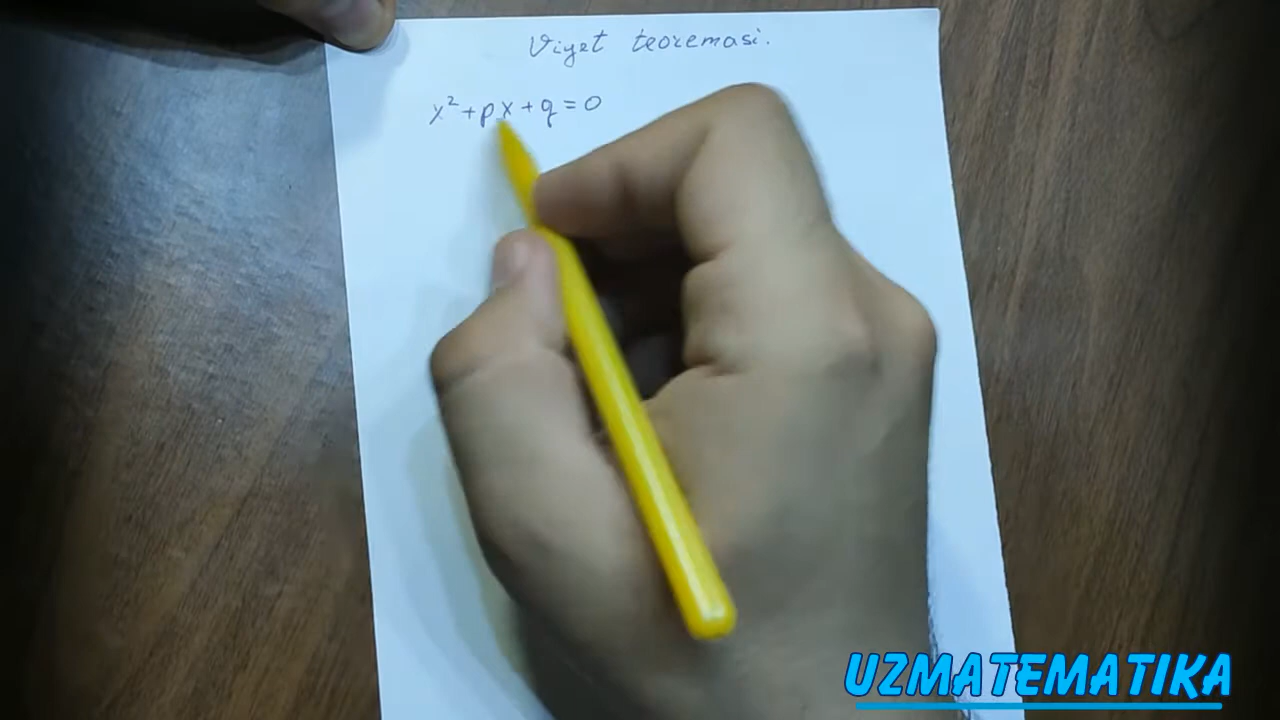 Viyet teoremasi.
x² + px + q = 0
UZMATEMATIKA